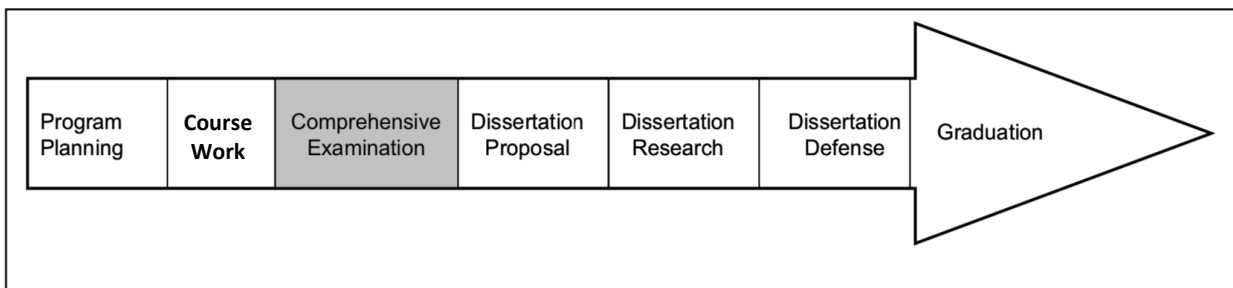 Program
Planning
Course
Work
Comprehensive
Examination
Dissertation
Proposal
Dissertation
Research
Dissertation
Defense
Graduation